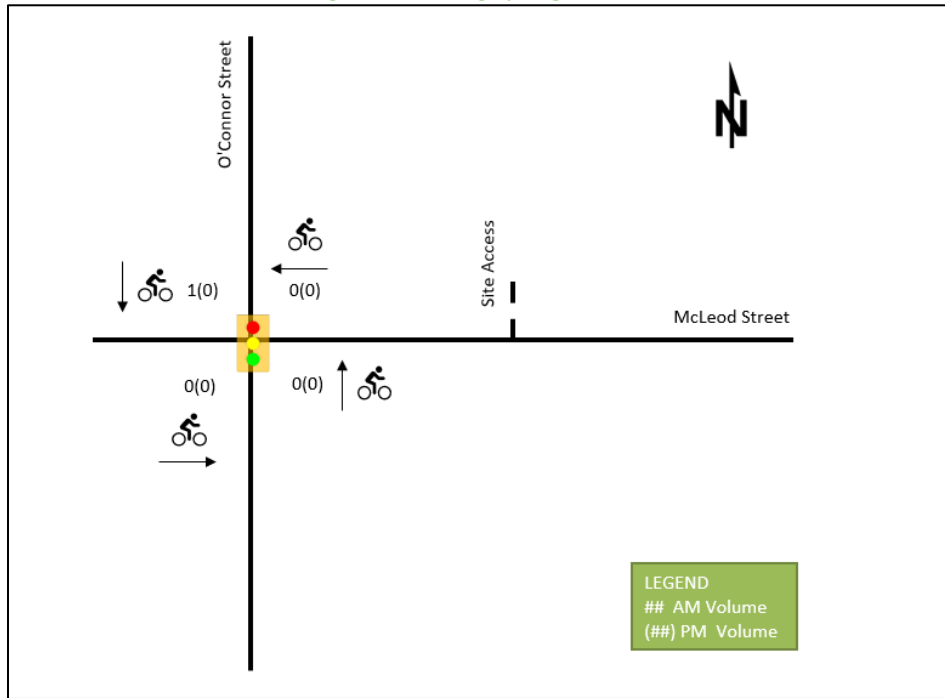 O'Connor Street
N
Site Access
1(0)
0(0)
McLeod Street
0(0)
0(0)
LEGEND
## AM Volume
(##) PM Volume